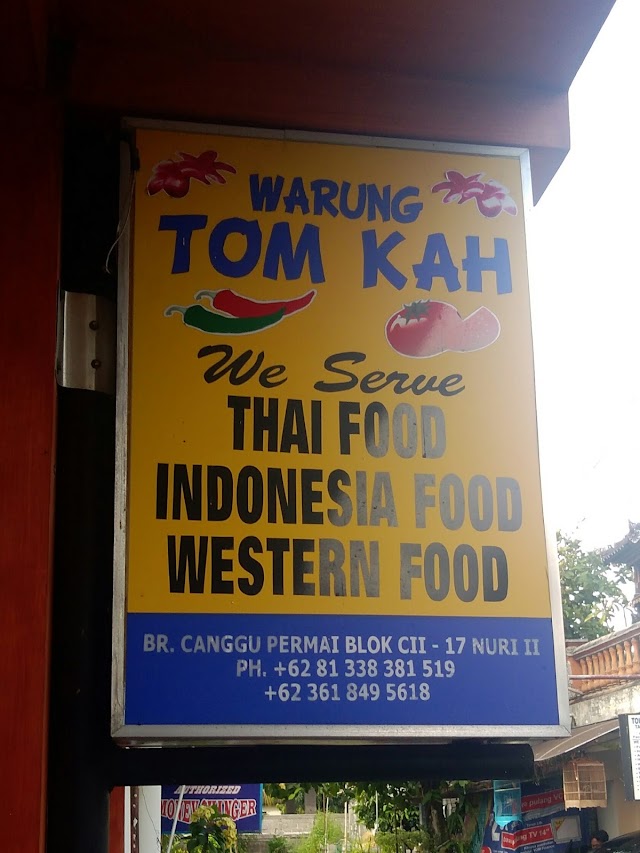 WARUNG
TOM KAH
We Serve
THAI FOOD
INDONESIA FOOD
WESTERN FOOD
BR. CANGGU PERMAI BLOK CII - 17 NURI II
PH. +62 81 338 381 519
+62 361 849 5618
AUTHORIZED